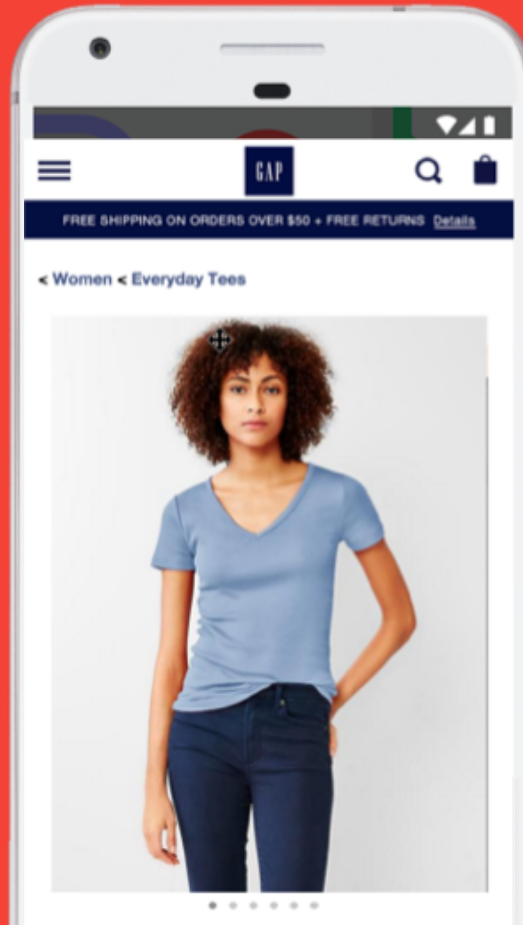 GAP
FREE SHIPPING ON ORDERS OVER $50 + FREE RETURNS Details
< Women < Everyday Tees